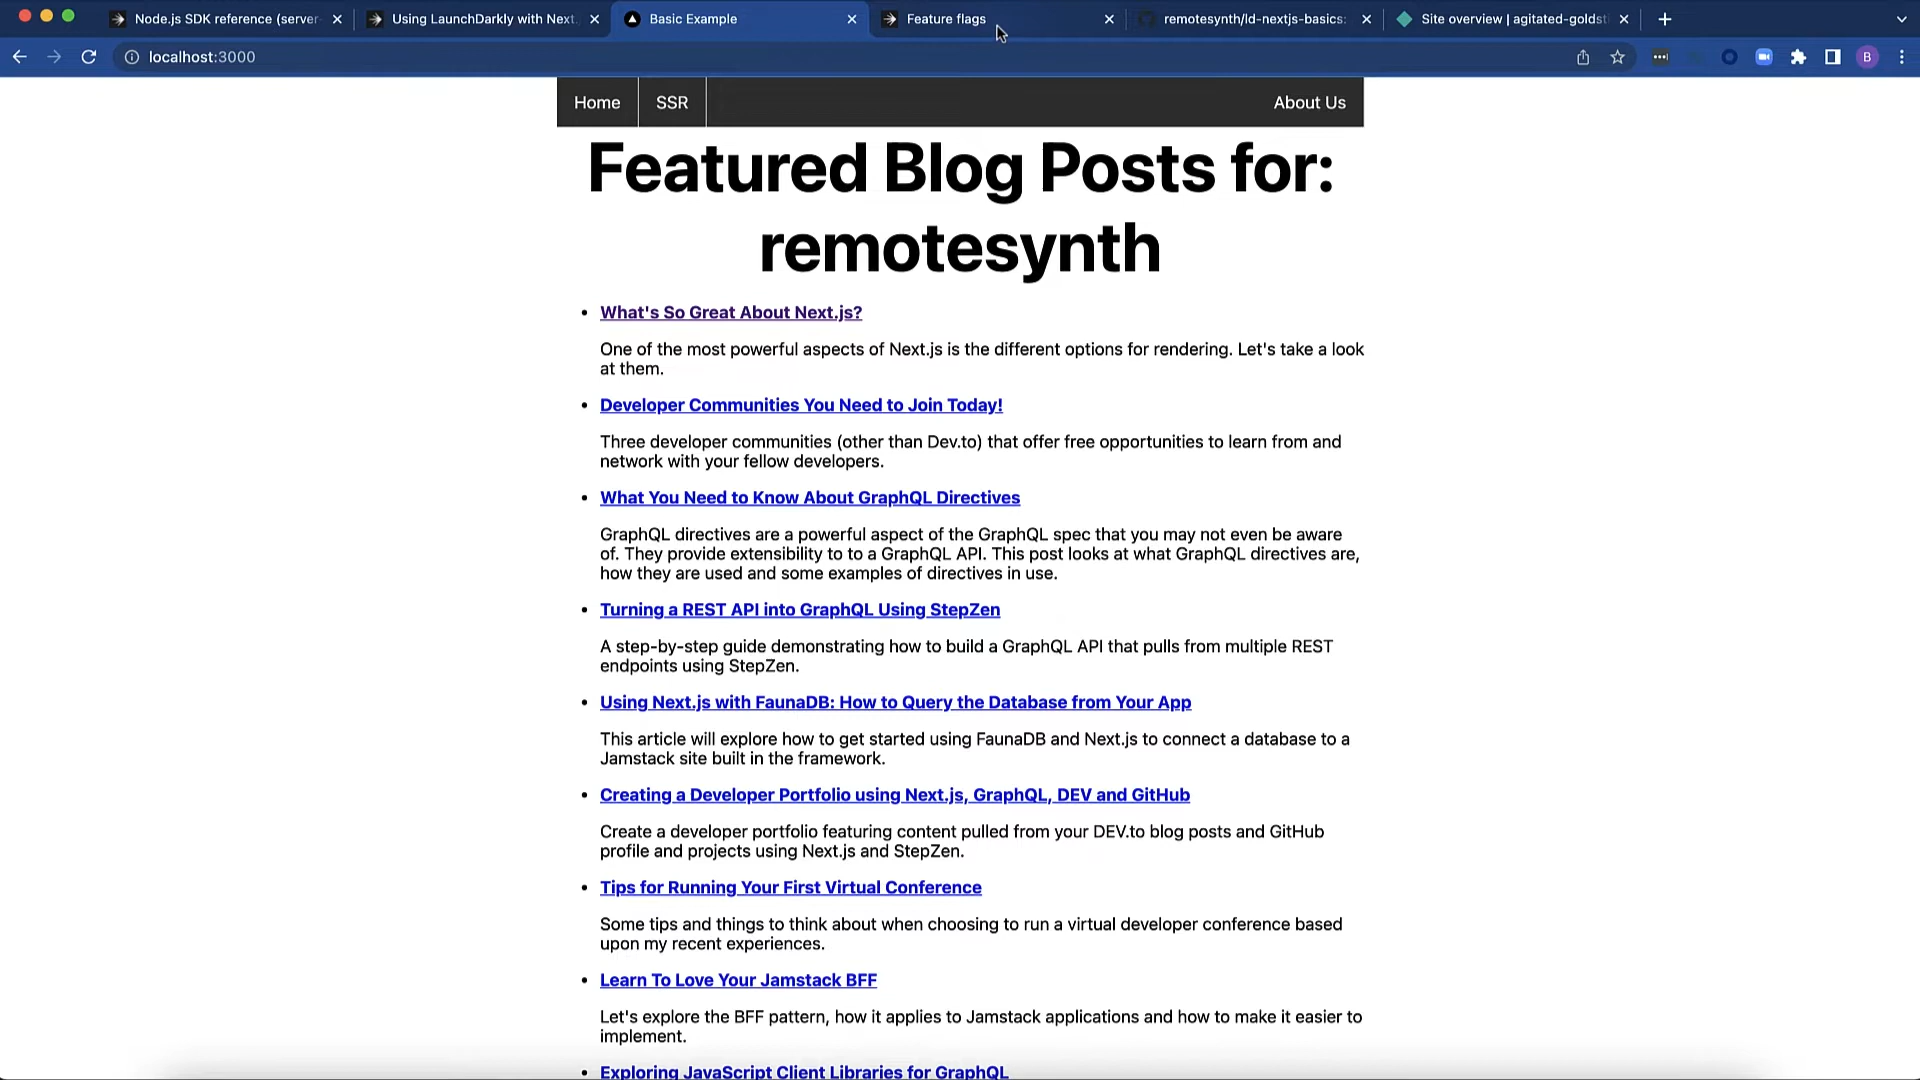 Node.js SDK reference (server-
Using LaunchDarkly with Next.
Basic Example
Feature flags
remotesynth/ld-nextjs-basics:
Site overview | agitated-goldst
localhost:3000
B
Home
SSR
About Us
Featured Blog Posts for:
remotesynth
What's So Great About Next.js?
One of the most powerful aspects of Next.js is the different options for rendering. Let's take a look
at them.
Developer Communities You Need to Join Today!
Three developer communities (other than Dev.to) that offer free opportunities to learn from and
network with your fellow developers.
What You Need to Know About GraphQL Directives
GraphQL directives are a powerful aspect of the GraphQL spec that you may not even be aware
of. They provide extensibility to to a GraphQL API. This post looks at what GraphQL directives are,
how they are used and some examples of directives in use.
Turning a REST API into GraphQL Using StepZen
A step-by-step guide demonstrating how to build a GraphQL API that pulls from multiple REST
endpoints using StepZen.
Using Next.js with FaunaDB: How to Query the Database from Your App
This article will explore how to get started using FaunaDB and Next.js to connect a database to a
Jamstack site built in the framework.
Creating a Developer Portfolio using Next.js, GraphQL, DEV and GitHub
Create a developer portfolio featuring content pulled from your DEV.to blog posts and GitHub
profile and projects using Next.js and StepZen.
Tips for Running Your First Virtual Conference
Some tips and things to think about when choosing to run a virtual developer conference based
upon my recent experiences.
Learn To Love Your Jamstack BFF
Let's explore the BFF pattern, how it applies to Jamstack applications and how to make it easier to
implement.
Exploring JavaScript Client Libraries for GraphQL